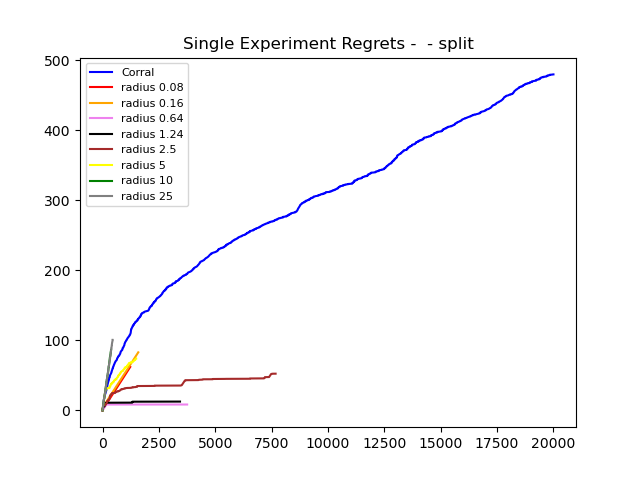 Single Experiment Regrets -  - split
500
400
300
200
100
0
Corral
radius 0.08
radius 0.16
radius 0.64
radius 1.24
radius 2.5
radius 5
radius 10
radius 25
0 2500 5000 7500 10000 12500 15000 17500 20000